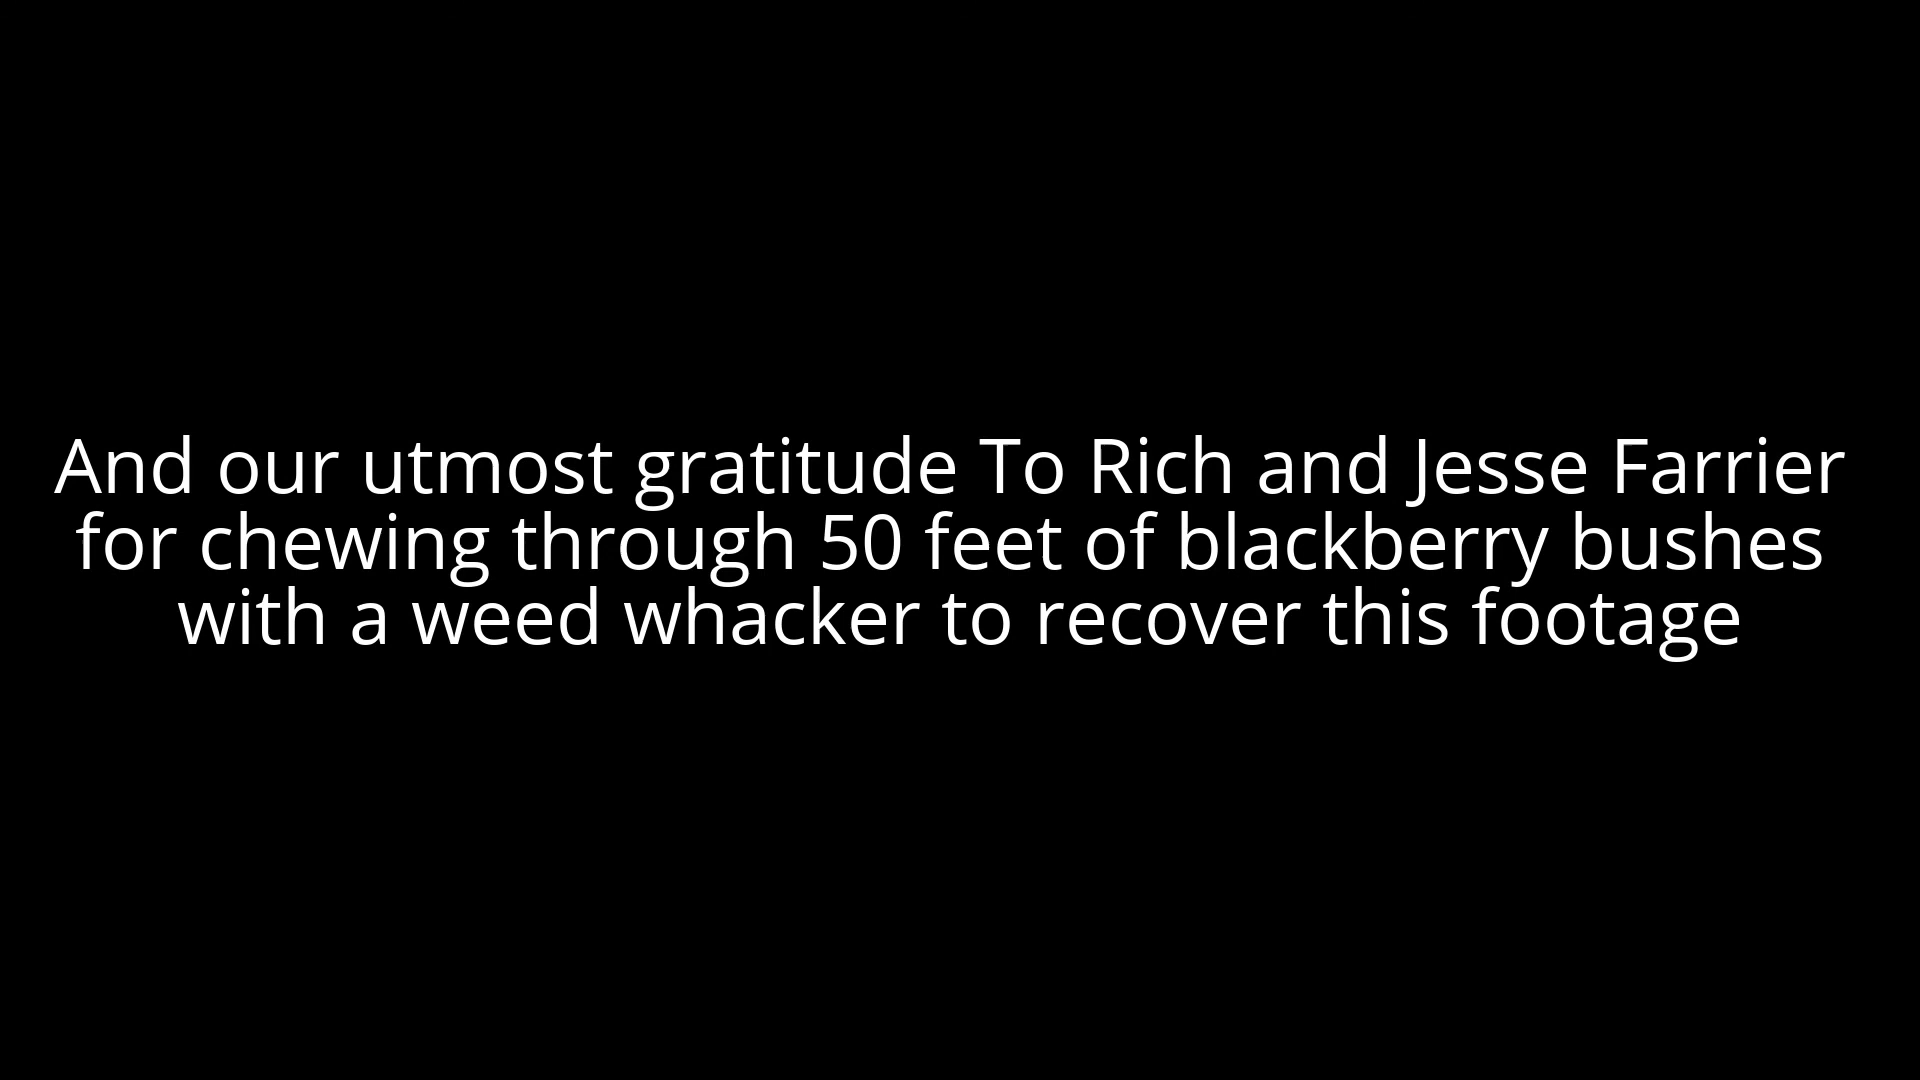 And our utmost gratitude To Rich and Jesse Farrier
for chewing through 50 feet of blackberry bushes
with a weed whacker to recover this footage